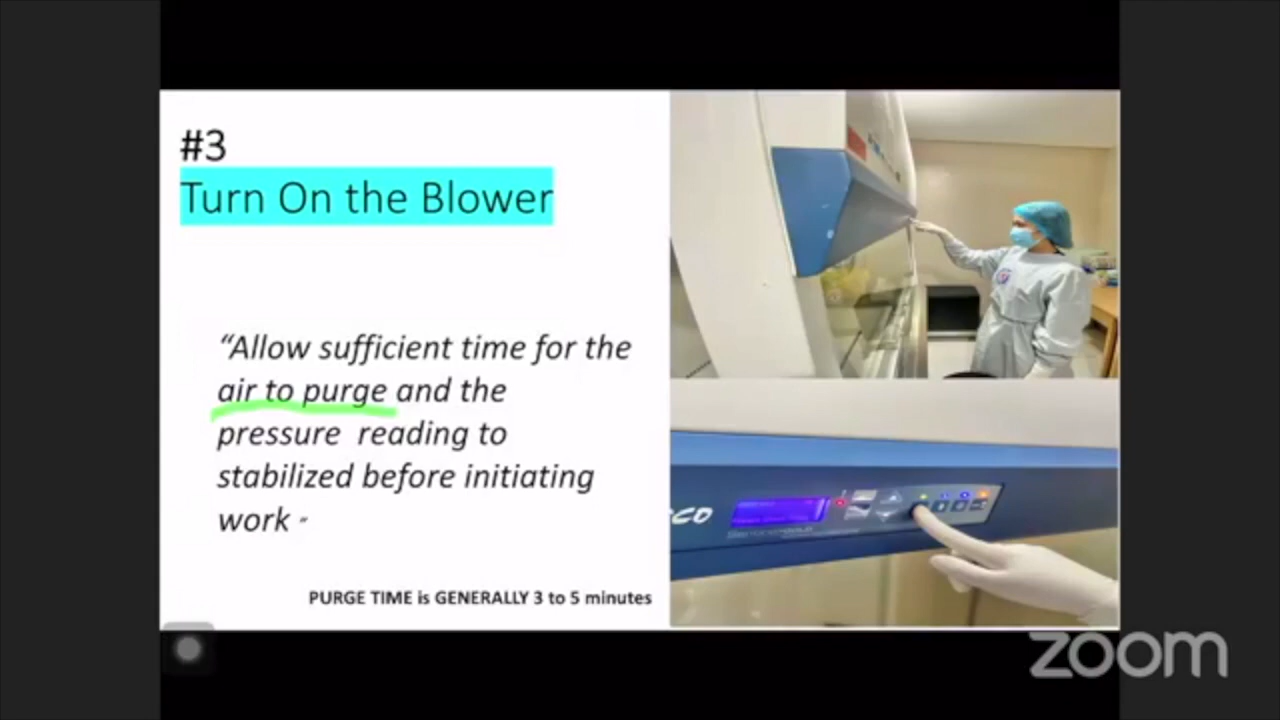 #3
Turn On the Blower
“Allow sufficient time for the
air to purge and the
pressure reading to
stabilized before initiating
work ”
PURGE TIME is GENERALLY 3 to 5 minutes
zoom